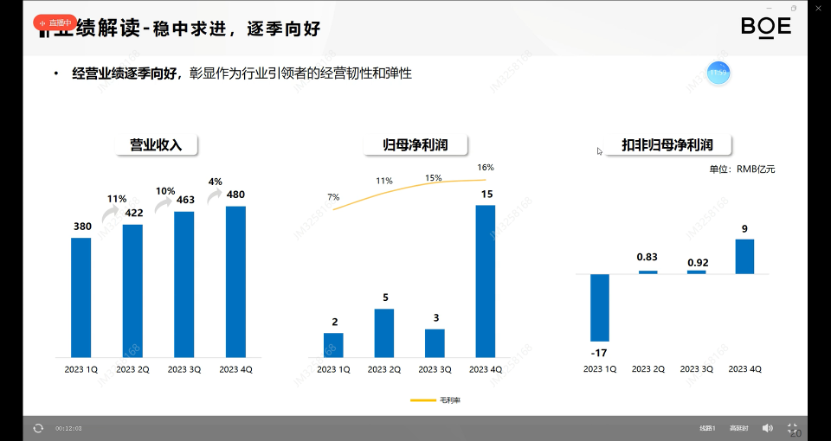 直播中
业绩解读-稳中求进，逐季向好
BOE
• 经营业绩逐季向好，彰显作为行业引领者的经营韧性和弹性
营业收入
归母净利润
扣非归母净利润
单位：RMB亿元
11%
10%
4%
380
422
463
480
2023 1Q
2023 2Q
2023 3Q
2023 4Q
7%
11%
15%
16%
2
5
3
15
2023 1Q
2023 2Q
2023 3Q
2023 4Q
毛利率
-17
0.83
0.92
9
2023 1Q
2023 2Q
2023 3Q
2023 4Q
JM3258168
线路1
20